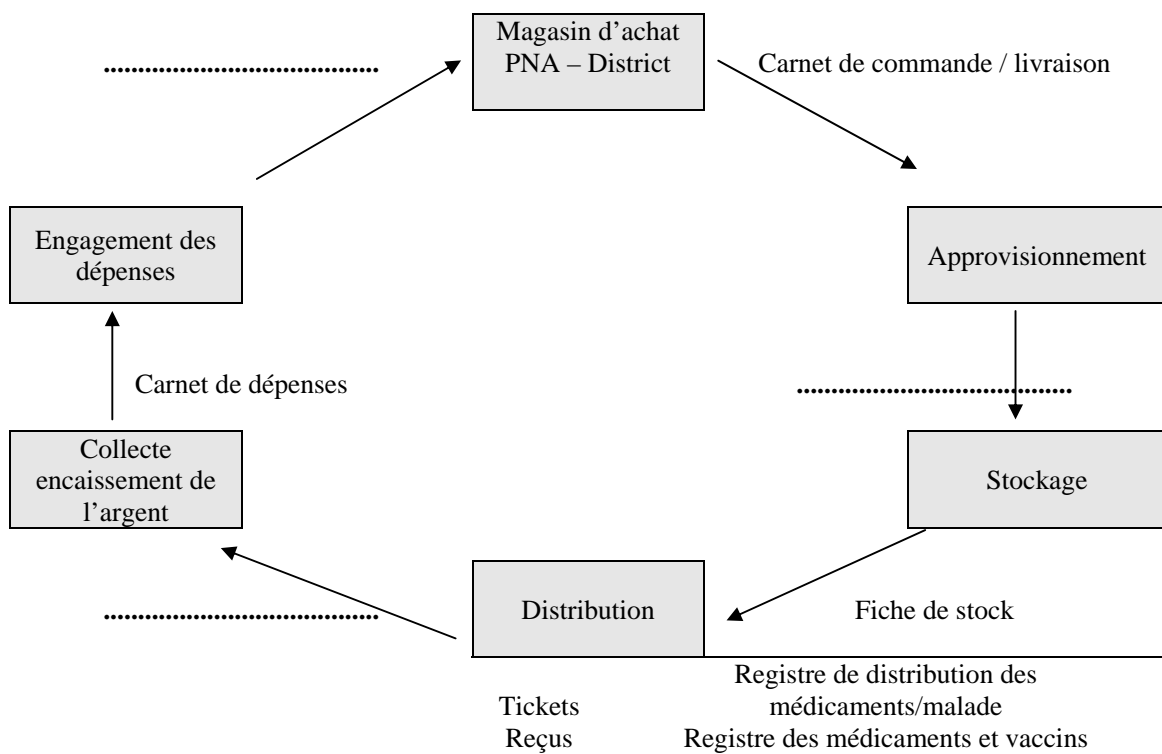 Magasin d’achat
PNA – District
Carnet de commande / livraison
Engagement des
dépenses
Approvisionnement
Carnet de dépenses
Collecte
encaissement de
l’argent
Stockage
Distribution
Fiche de stock
Tickets
Reçus
Registre de distribution des
médicaments/malade
Registre des médicaments et vaccins